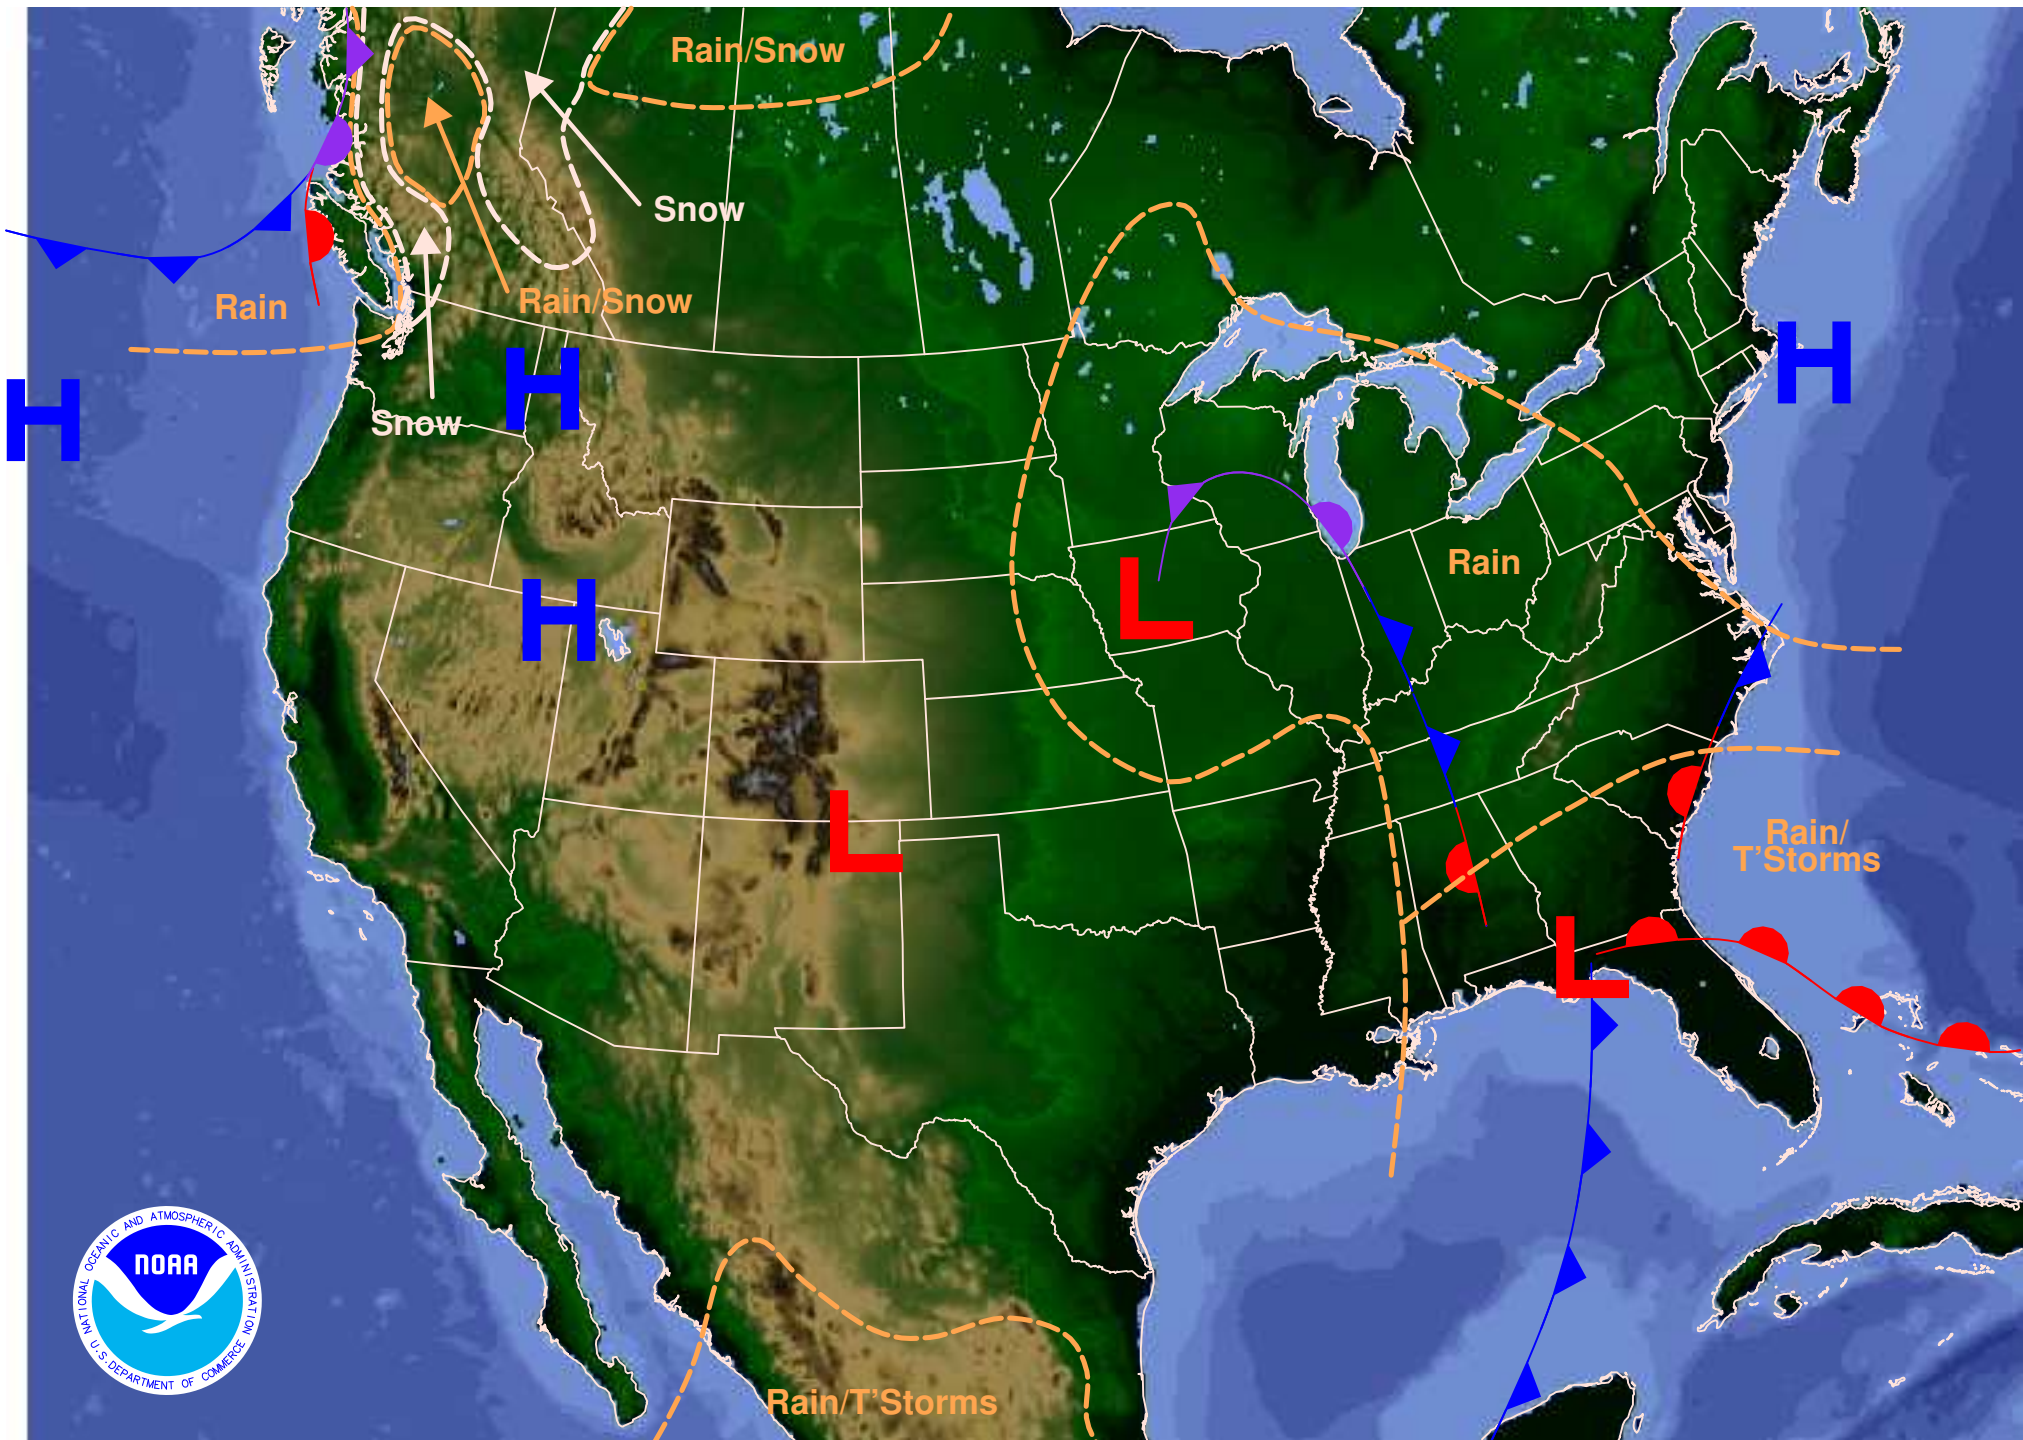 Rain/Snow
Snow
Rain
Rain/Snow
H
H
H
Snow
Rain
L
H
L
Rain/
T'Storms
L
NATIONAL OCEANIC AND ATMOSPHERIC ADMINISTRATION
NOAA
U.S. DEPARTMENT OF COMMERCE
Rain/T'Storms